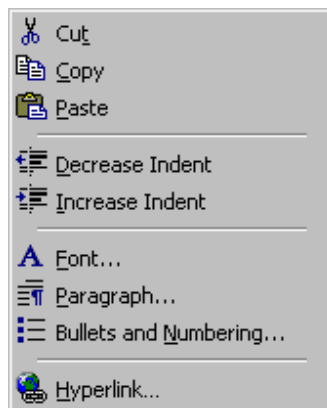 Cut
Copy
Paste
Decrease Indent
Increase Indent
Font...
Paragraph...
Bullets and Numbering...
Hyperlink...